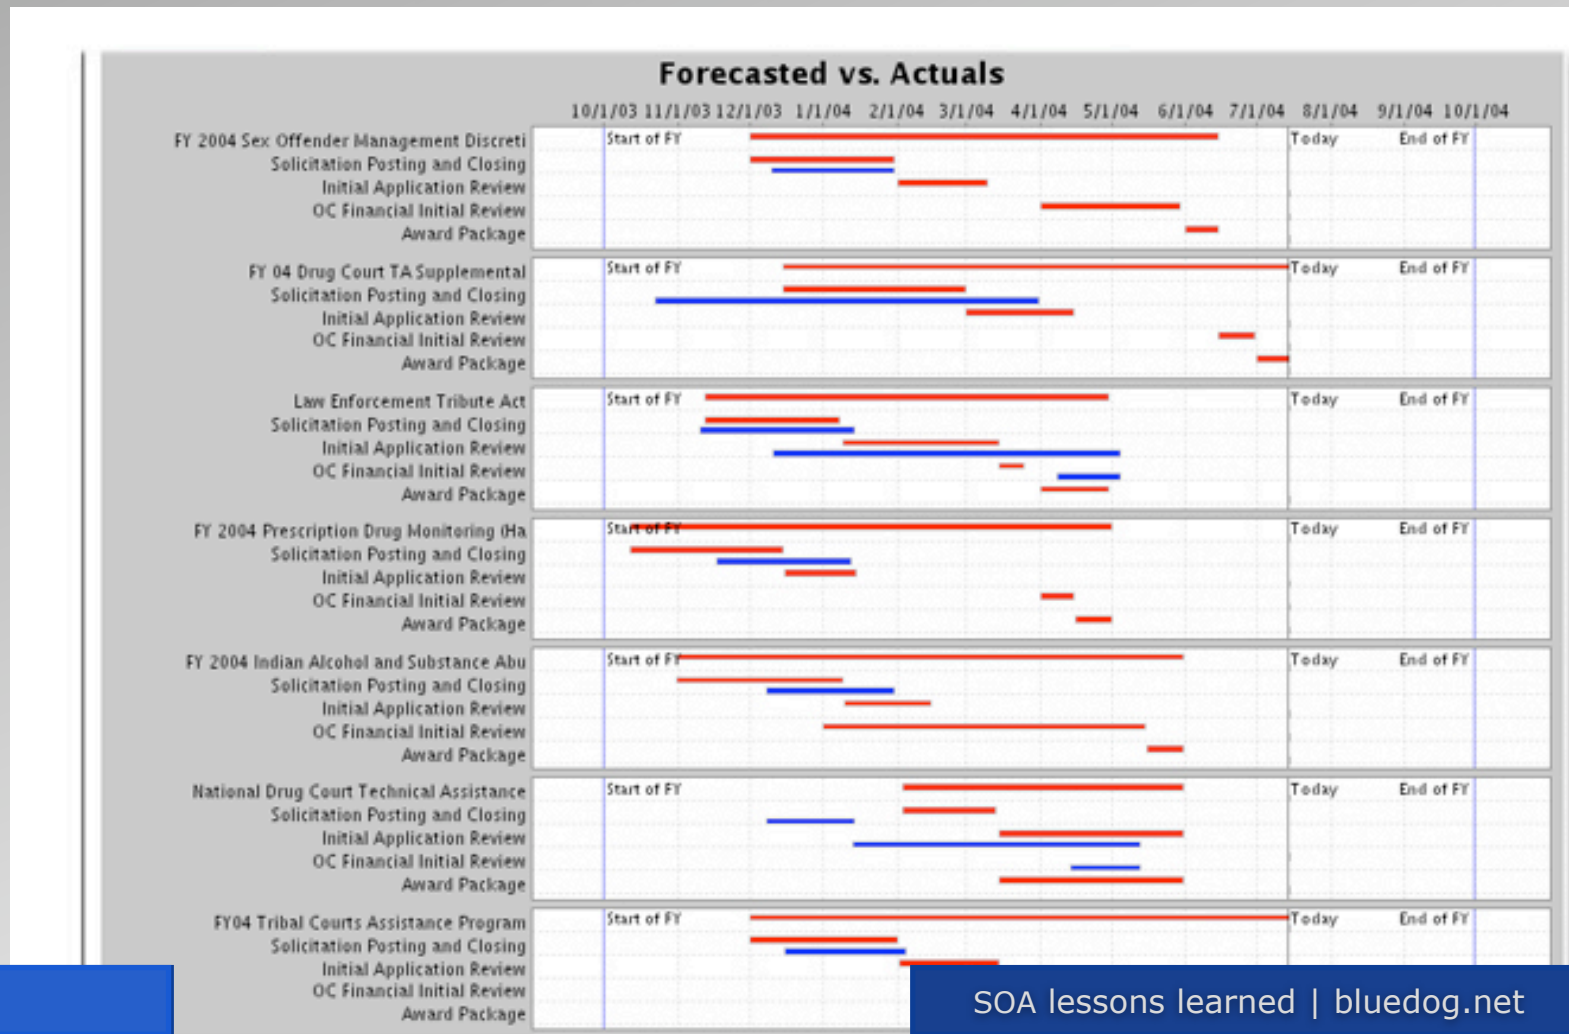 Forecasted vs. Actuals
10/1/03 11/1/03 12/1/03 1/1/04 2/1/04 3/1/04 4/1/04 5/1/04 6/1/04 7/1/04 8/1/04 9/1/04 10/1/04
FY 2004 Sex Offender Management Discreti Start of FY Today End of FY
Solicitation Posting and Closing
Initial Application Review
OC Financial Initial Review
Award Package
FY 04 Drug Court TA Supplemental Start of FY Today End of FY
Solicitation Posting and Closing
Initial Application Review
OC Financial Initial Review
Award Package
Law Enforcement Tribute Act Start of FY Today End of FY
Solicitation Posting and Closing
Initial Application Review
OC Financial Initial Review
Award Package
FY 2004 Prescription Drug Monitoring (Ha Start of FY Today End of FY
Solicitation Posting and Closing
Initial Application Review
OC Financial Initial Review
Award Package
FY 2004 Indian Alcohol and Substance Abu Start of FY Today End of FY
Solicitation Posting and Closing
Initial Application Review
OC Financial Initial Review
Award Package
National Drug Court Technical Assistance Start of FY Today End of FY
Solicitation Posting and Closing
Initial Application Review
OC Financial Initial Review
Award Package
FY04 Tribal Courts Assistance Program Start of FY Today End of FY
Solicitation Posting and Closing
Initial Application Review
OC Financial Initial Review
Award Package
SOA lessons learned | bluedog.net